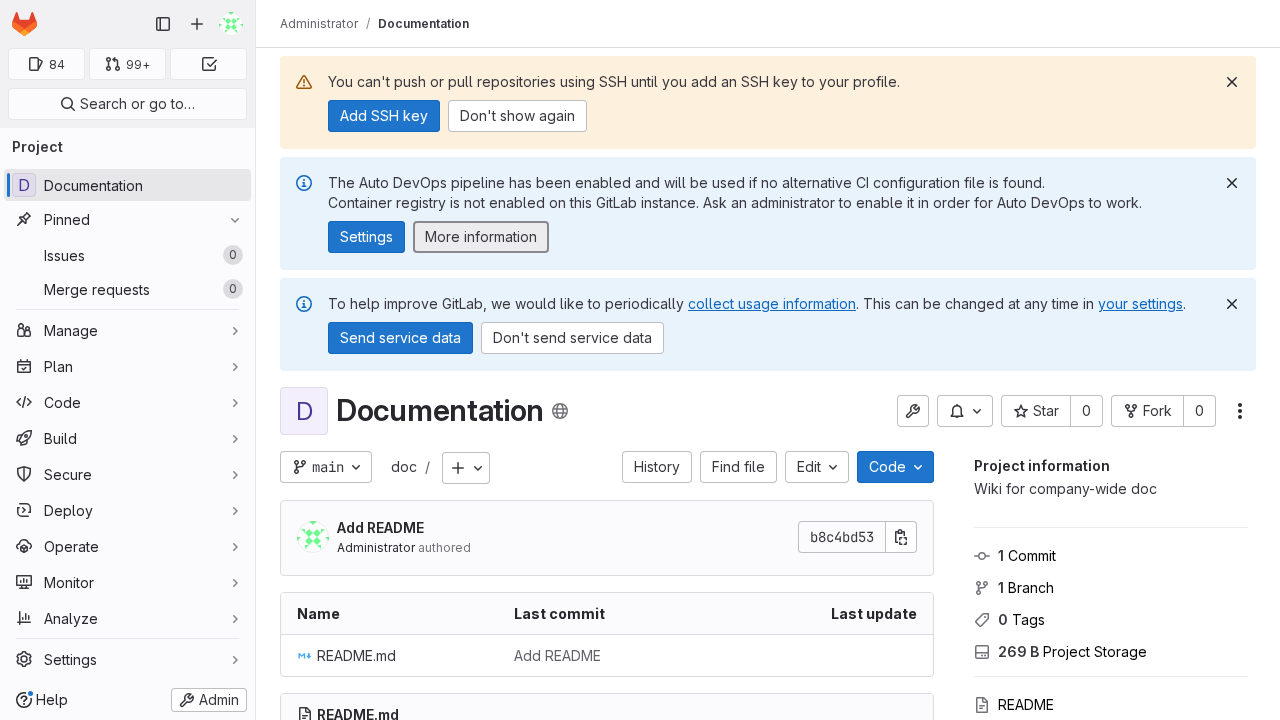 Administrator / Documentation
84
99+
Search or go to…
Project
D Documentation
Pinned
Issues 0
Merge requests 0
Manage
Plan
Code
Build
Secure
Deploy
Operate
Monitor
Analyze
Settings
Help
Admin
You can't push or pull repositories using SSH until you add an SSH key to your profile.
Add SSH key Don't show again
The Auto DevOps pipeline has been enabled and will be used if no alternative CI configuration file is found.
Container registry is not enabled on this GitLab instance. Ask an administrator to enable it in order for Auto DevOps to work.
Settings More information
To help improve GitLab, we would like to periodically collect usage information. This can be changed at any time in your settings.
Send service data Don't send service data
D Documentation
Star 0 Fork 0
main doc / History Find file Edit Code
Add README
Administrator authored
b8c4bd53
Name Last commit Last update
README.md Add README
README.md
Project information
Wiki for company-wide doc
1 Commit
1 Branch
0 Tags
269 B Project Storage
README